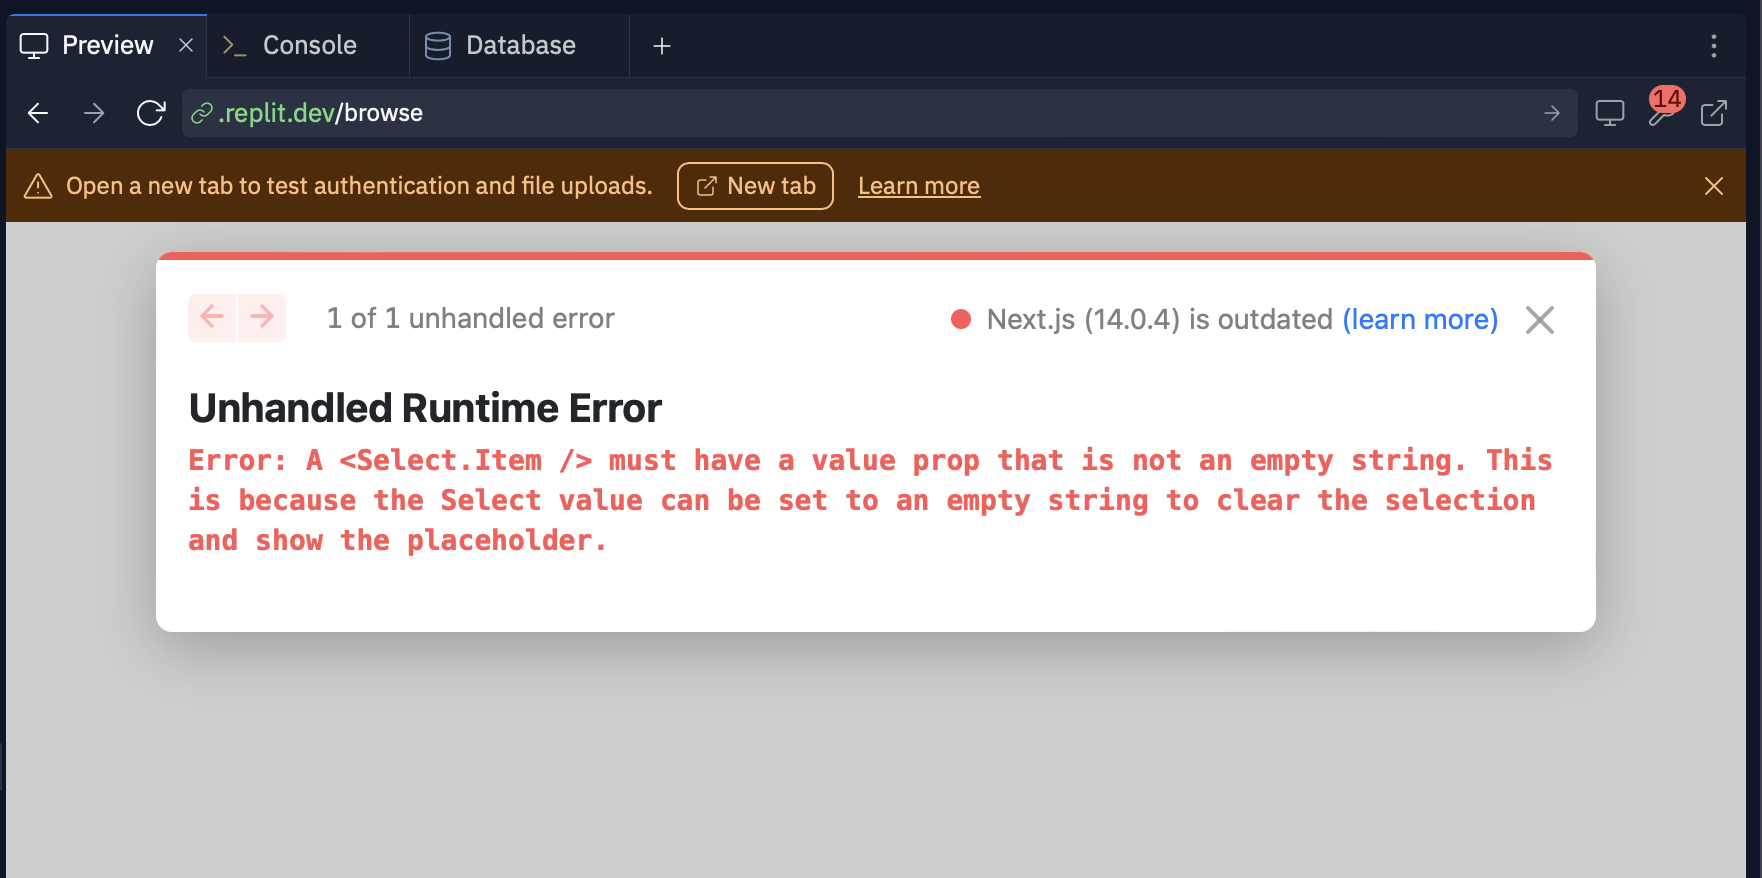 Preview
Console
Database
.replit.dev/browse
14
Open a new tab to test authentication and file uploads. New tab Learn more
1 of 1 unhandled error
Next.js (14.0.4) is outdated (learn more)
Unhandled Runtime Error
Error: A <Select.Item /> must have a value prop that is not an empty string. This
is because the Select value can be set to an empty string to clear the selection
and show the placeholder.